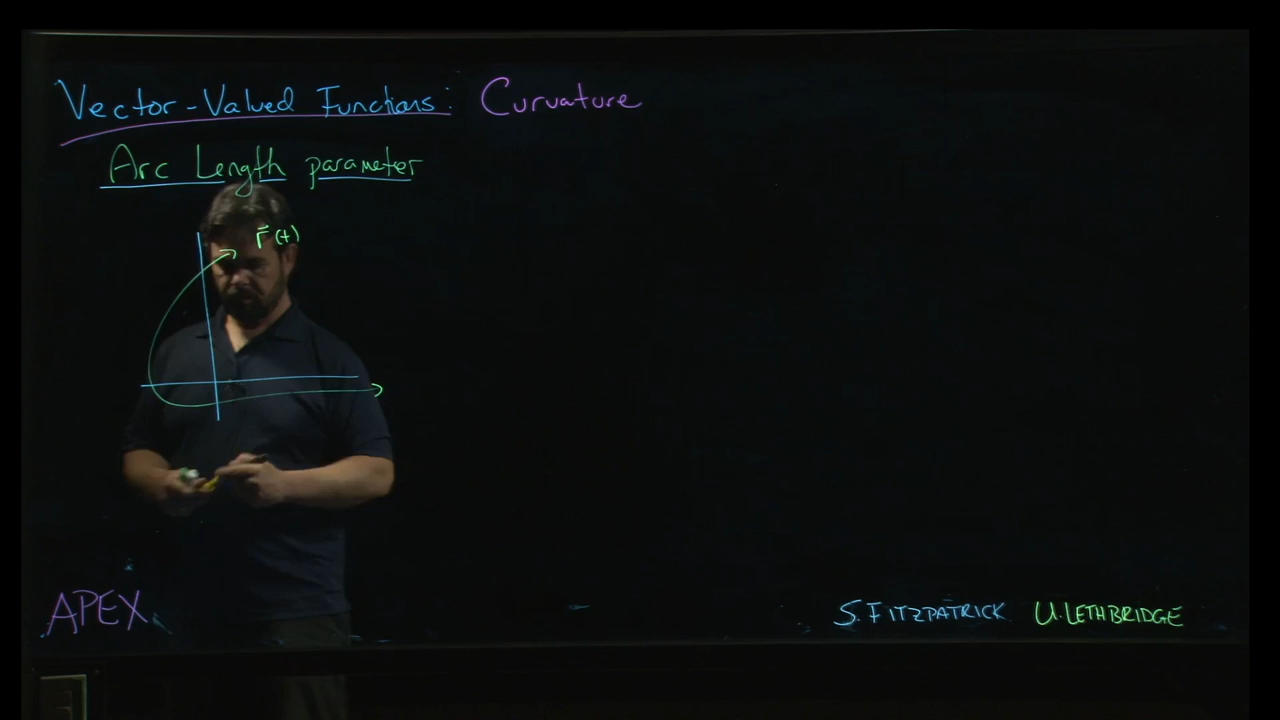 Vector-Valued Functions: Curvature
Arc Length parameter
r⃗(t)
APEX
S. FITZPATRICK U. LETHBRIDGE